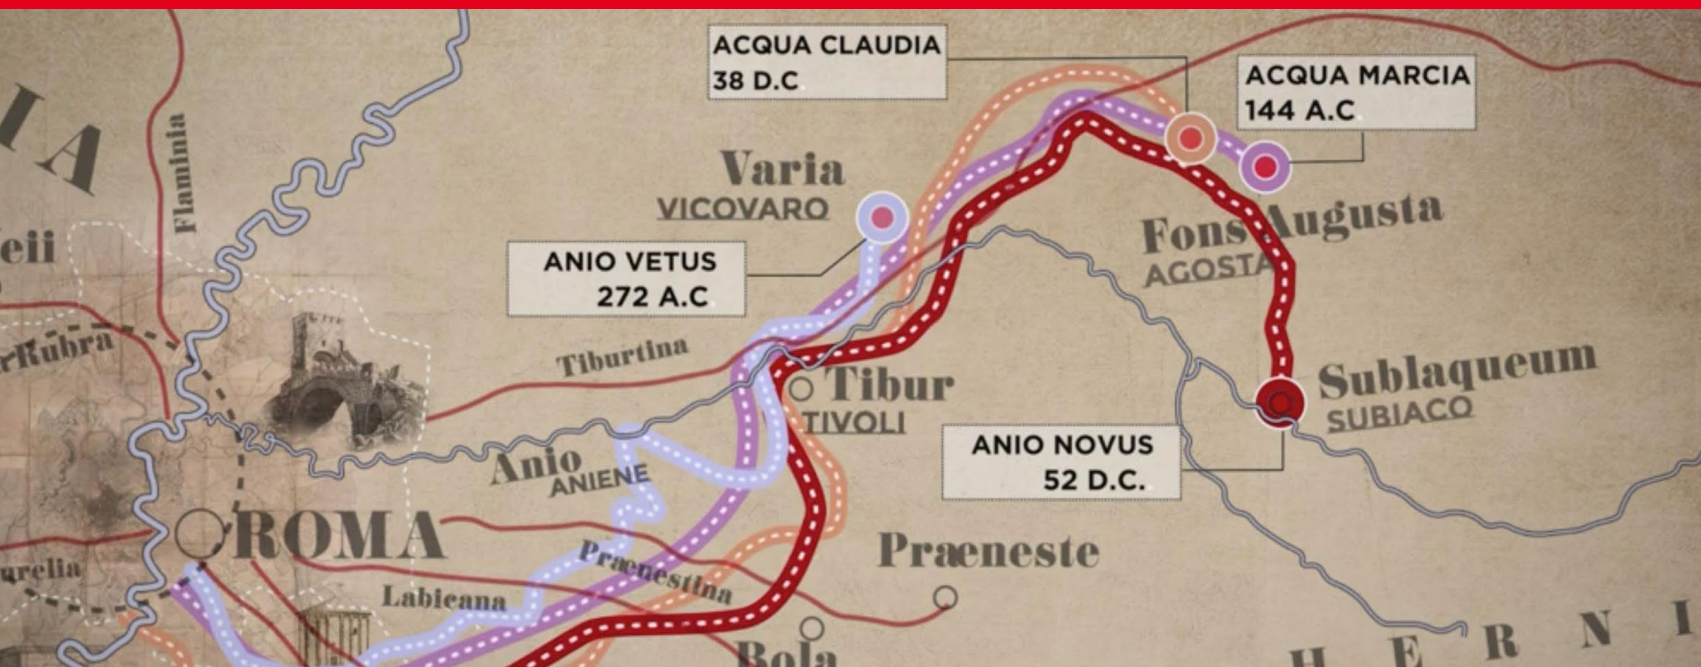 ACQUA CLAUDIA
38 D.C.
ACQUA MARCIA
144 A.C.
IA
Flaminia
Varia
VICOVARO
Fons Augusta
AGOSTA
eii
ANIO VETUS
272 A.C.
Rubra
Tiburtina
Tibur
TIVOLI
Sublaqueum
SUBIACO
ANIO NOVUS
52 D.C.
Anio
ANIENE
ROMA
Praeneste
Praenestina
urelia
Labicana
Bola
H E R N I